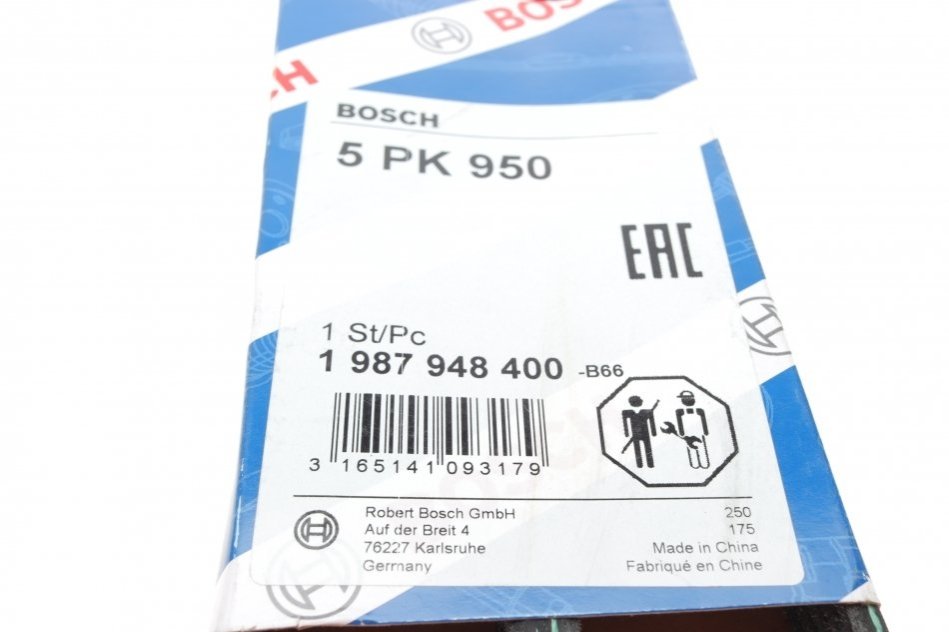 BOSCH
CH
BOSCH
5 PK 950
EAC
1 St/Pc
1 987 948 400 -B66
3 165141 093179
Robert Bosch GmbH
Auf der Breit 4
76227 Karlsruhe
Germany
250
175
Made in China
Fabriqué en Chine